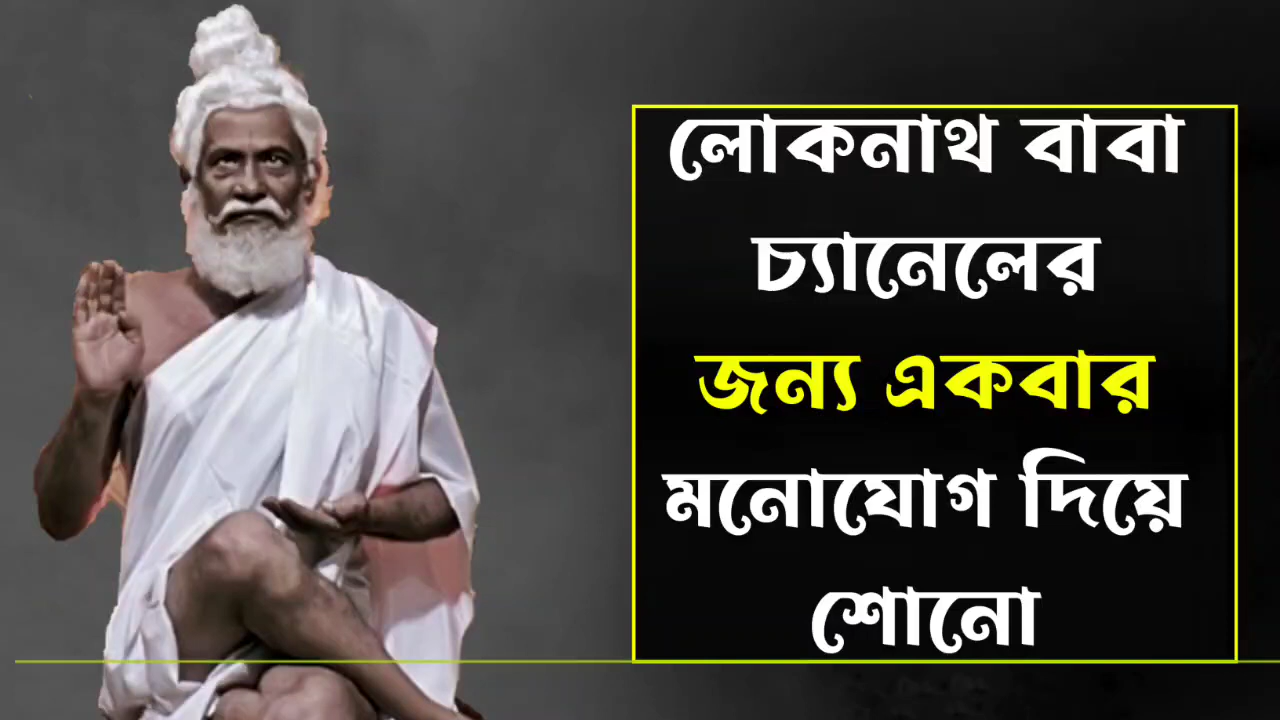 লোকনাথ বাবা
চ্যানেলের
জন্য একবার
মনোযোগ দিয়ে
শোনো